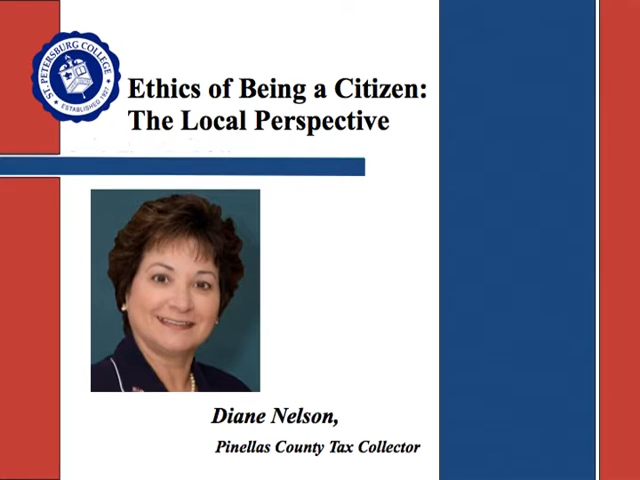 ST. PETERSBURG COLLEGE
ESTABLISHED 1927
Ethics of Being a Citizen:
The Local Perspective
Diane Nelson,
Pinellas County Tax Collector